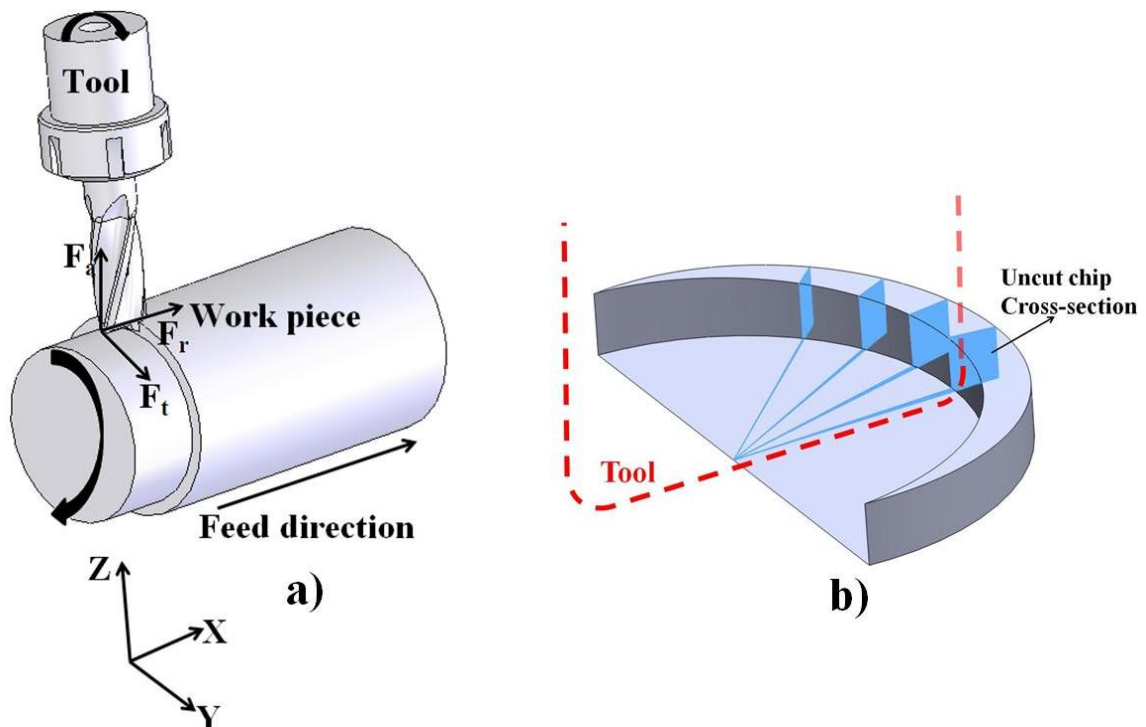 Tool
Fa
Work piece
Fr
Ft
Feed direction
Z
X
Y
a)
Uncut chip
Cross-section
Tool
b)